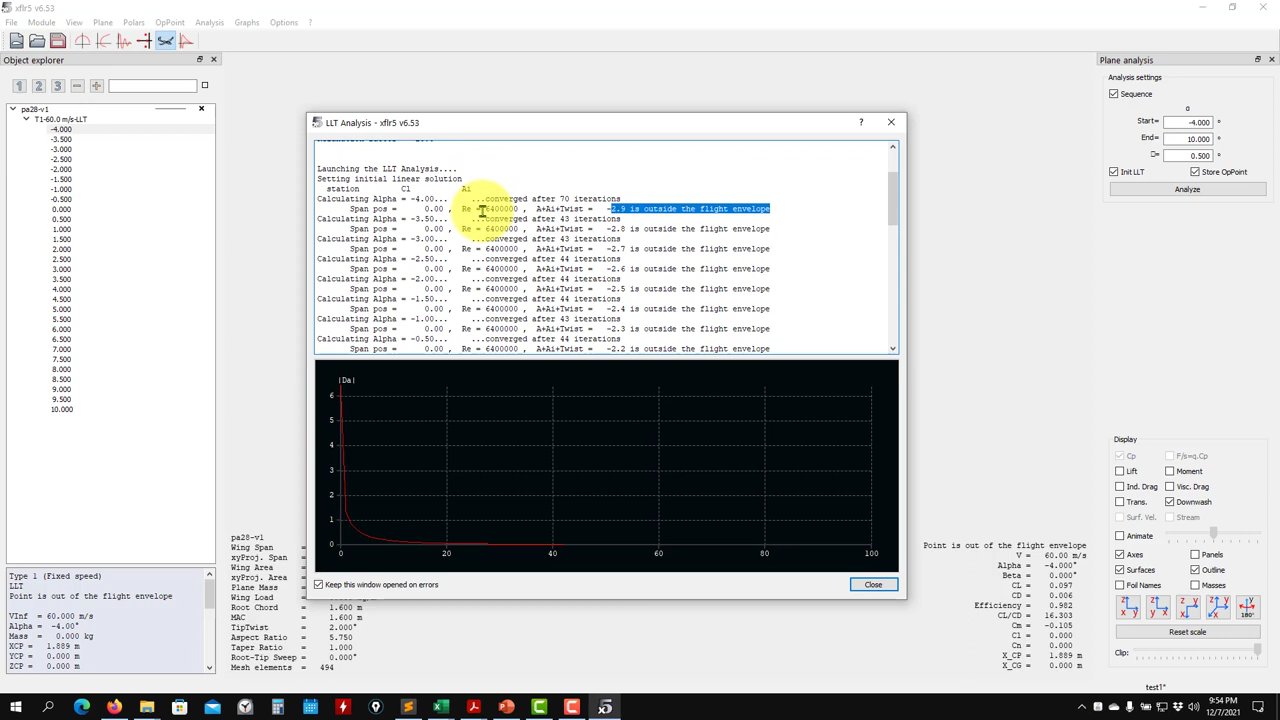 xflr5 v6.53
File Module View Plane Polars OpPoint Analysis Graphs Options ?
Object explorer
1 2 3
pa28-v1
T1-60.0 m/s-LLT
-4.000
-3.500
-3.000
-2.500
-2.000
-1.500
-1.000
-0.500
0.000
0.500
1.000
1.500
2.000
2.500
3.000
3.500
4.000
4.500
5.000
5.500
6.000
6.500
7.000
7.500
8.000
8.500
9.000
9.500
10.000
Type 1 (Fixed speed)
LLT
Point is out of the flight envelope
VInf = 60.000 m/s
Alpha = -4.00°
Mass = 0.000 kg
XCP = 1.889 m
YCP = 0.000 m
ZCP = 0.000 m
LLT Analysis - xflr5 v6.53
Launching the LLT Analysis....
Setting initial linear solution
station Cl Ai
Calculating Alpha = -4.00... ...converged after 70 iterations
Span pos = 0.00 , Re = 6400000 , A+Ai+Twist = -2.9 is outside the flight envelope
Calculating Alpha = -3.50... ...converged after 43 iterations
Span pos = 0.00 , Re = 6400000 , A+Ai+Twist = -2.8 is outside the flight envelope
Calculating Alpha = -3.00... ...converged after 43 iterations
Span pos = 0.00 , Re = 6400000 , A+Ai+Twist = -2.7 is outside the flight envelope
Calculating Alpha = -2.50... ...converged after 44 iterations
Span pos = 0.00 , Re = 6400000 , A+Ai+Twist = -2.6 is outside the flight envelope
Calculating Alpha = -2.00... ...converged after 44 iterations
Span pos = 0.00 , Re = 6400000 , A+Ai+Twist = -2.5 is outside the flight envelope
Calculating Alpha = -1.50... ...converged after 44 iterations
Span pos = 0.00 , Re = 6400000 , A+Ai+Twist = -2.4 is outside the flight envelope
Calculating Alpha = -1.00... ...converged after 43 iterations
Span pos = 0.00 , Re = 6400000 , A+Ai+Twist = -2.3 is outside the flight envelope
Calculating Alpha = -0.50... ...converged after 44 iterations
Span pos = 0.00 , Re = 6400000 , A+Ai+Twist = -2.2 is outside the flight envelope
|Da|
6
5
4
3
2
1
0
0 20 40 60 80 100
Keep this window opened on errors
Close
pa28-v1
Wing Span =
xyProj. Span =
Wing Area =
xyProj. Area =
Plane Mass =
Wing Load =
Root Chord = 1.600 m
MAC = 1.600 m
TipTwist = 2.000°
Aspect Ratio = 5.750
Taper Ratio = 1.000
Root-Tip Sweep = 0.000°
Mesh elements = 494
Point is out of the flight envelope
V = 60.00 m/s
Alpha = -4.000°
Beta = 0.000°
CL = 0.097
CD = 0.006
Efficiency = 0.982
CL/CD = 16.303
Cm = -0.105
Cl = 0.000
Cn = -0.000
X_CP = 1.889 m
X_CG = 0.000 m
Plane analysis
Analysis settings
Sequence
α
Start= -4.000 °
End= 10.000 °
= 0.500 °
Init LLT Store OpPoint
Analyze
Display
Cp F/s=q.Cp
Lift Moment
Ind. Drag Visc. Drag
Trans. Downwash
Surf. Vel. Stream
Animate
Axes Panels
Surfaces Outline
Foil Names Masses
Reset scale
Clip:
test1*
9:54 PM
12/7/2021